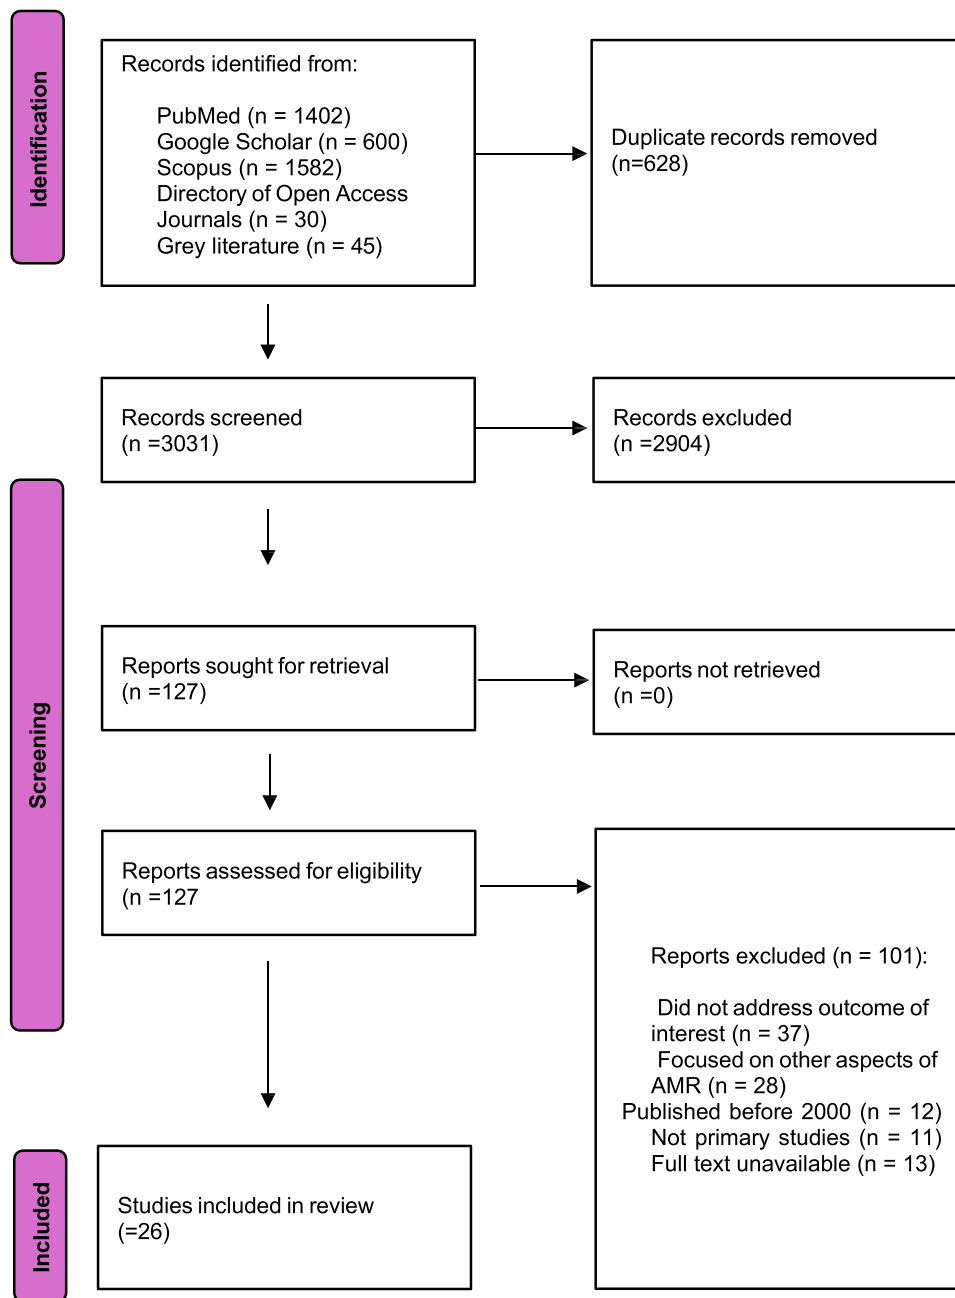 Identification
Records identified from:
PubMed (n = 1402)
Google Scholar (n = 600)
Scopus (n = 1582)
Directory of Open Access
Journals (n = 30)
Grey literature (n = 45)
Duplicate records removed
(n=628)
Records screened
(n =3031)
Records excluded
(n =2904)
Screening
Reports sought for retrieval
(n =127)
Reports not retrieved
(n =0)
Reports assessed for eligibility
(n =127
Reports excluded (n = 101):
Did not address outcome of
interest (n = 37)
Focused on other aspects of
AMR (n = 28)
Published before 2000 (n = 12)
Not primary studies (n = 11)
Full text unavailable (n = 13)
Included
Studies included in review
(=26)